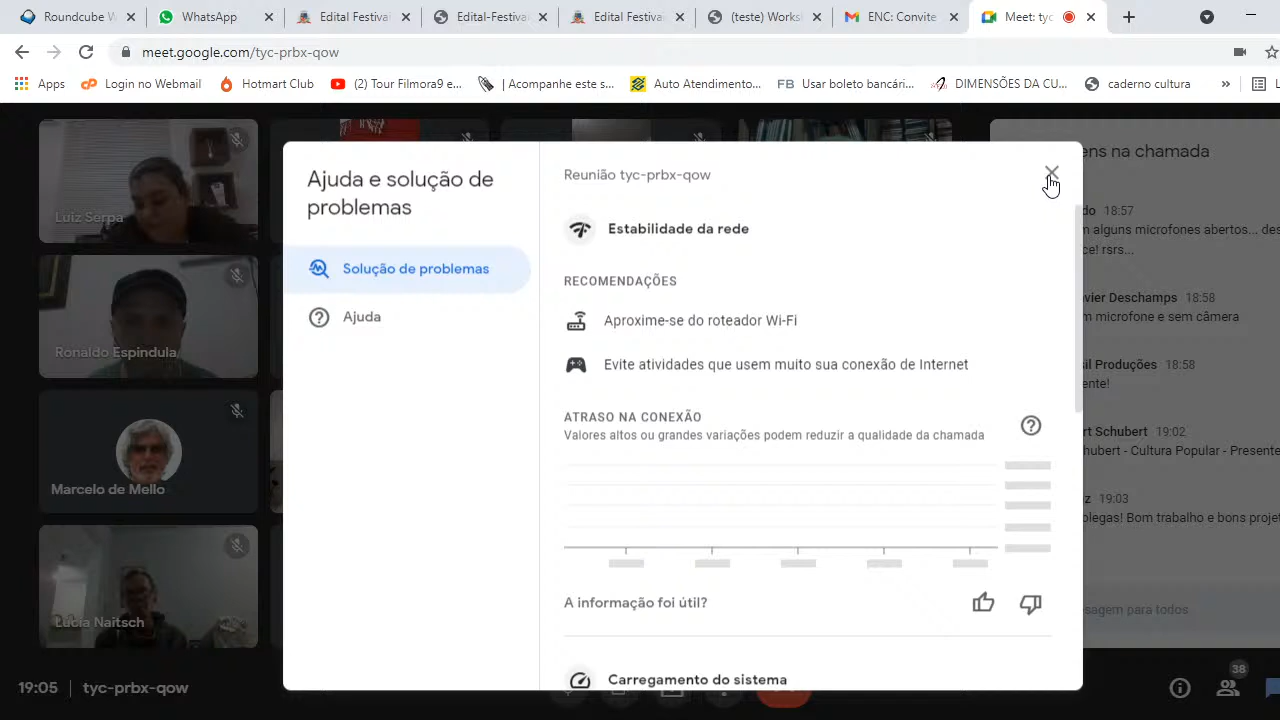 Roundcube W
WhatsApp
Edital Festiva
Edital-Festiva
Edital Festiva
(teste) Works
ENC: Convite
Meet: tyc
meet.google.com/tyc-prbx-qow
Apps
Login no Webmail
Hotmart Club
(2) Tour Filmora9 e...
| Acompanhe este s...
Auto Atendimento...
FB Usar boleto bancári...
DIMENSÕES DA CU...
caderno cultura
»
Luiz Serpa
Ronaldo Espindula
Marcelo de Mello
Lucia Naitsch
Ajuda e solução de
problemas
Solução de problemas
Ajuda
Reunião tyc-prbx-qow
Estabilidade da rede
RECOMENDAÇÕES
Aproxime-se do roteador Wi-Fi
Evite atividades que usem muito sua conexão de Internet
ATRASO NA CONEXÃO
Valores altos ou grandes variações podem reduzir a qualidade da chamada
A informação foi útil?
Carregamento do sistema
ens na chamada
do 18:57
m alguns microfones abertos... des
ce! rsrs...
vier Deschamps 18:58
m microfone e sem câmera
sil Produções 18:58
ente!
rt Schubert 19:02
hubert - Cultura Popular - Presente
z 19:03
olegas! Bom trabalho e bons projet
sagem para todos
19:05 | tyc-prbx-qow
38